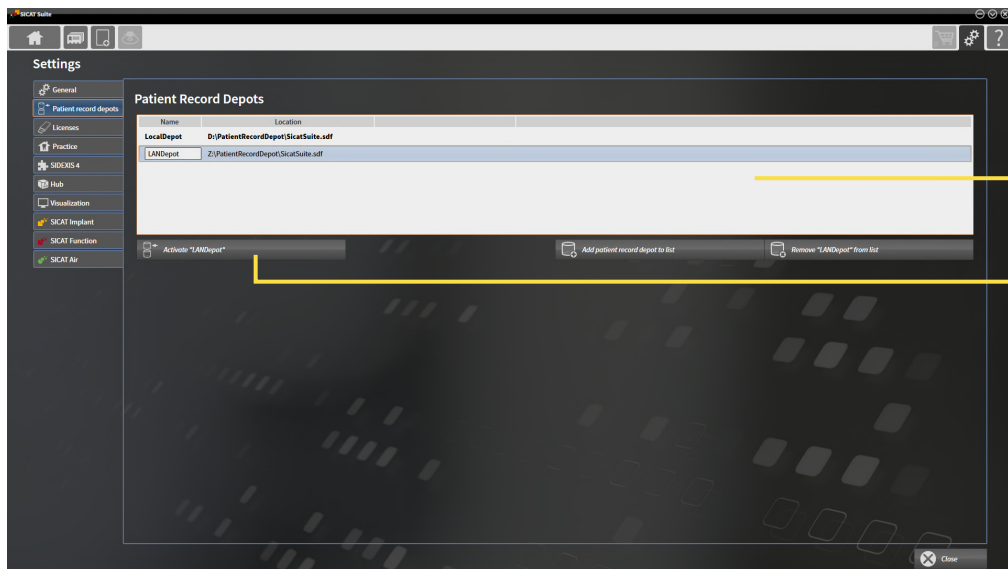 SICAT Suite
?
Settings
General
Patient record depots
Licenses
Practice
SIDEXIS 4
Hub
Visualization
SICAT Implant
SICAT Function
SICAT Air
Patient Record Depots
Name Location
LocalDepot D:\PatientRecordDepot\SicatSuite.sdf
LANDepot Z:\PatientRecordDepot\SicatSuite.sdf
Activate "LANDepot" Add patient record depot to list Remove "LANDepot" from list
Close